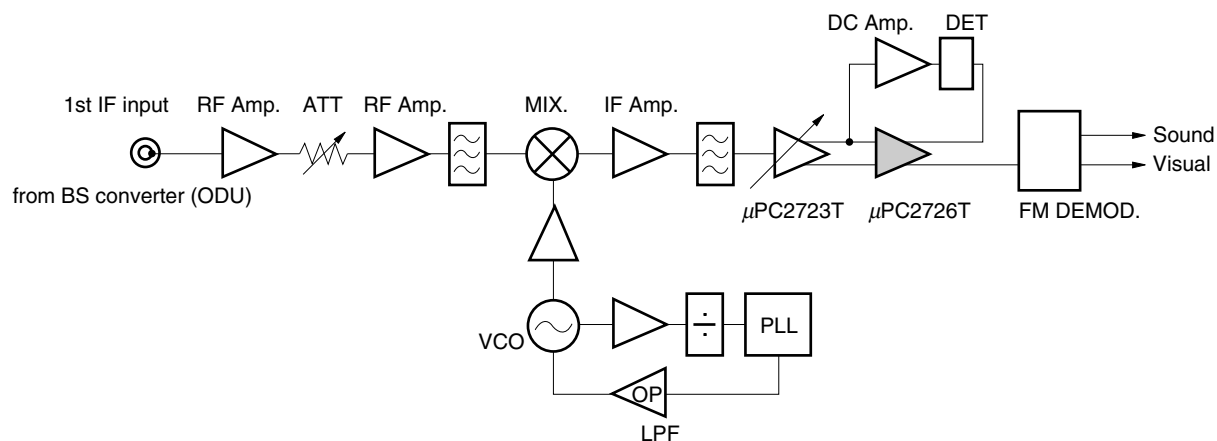 DC Amp.
DET
1st IF input
RF Amp.
ATT
RF Amp.
MIX.
IF Amp.
Sound
Visual
from BS converter (ODU)
µPC2723T
µPC2726T
FM DEMOD.
VCO
÷
PLL
OP
LPF